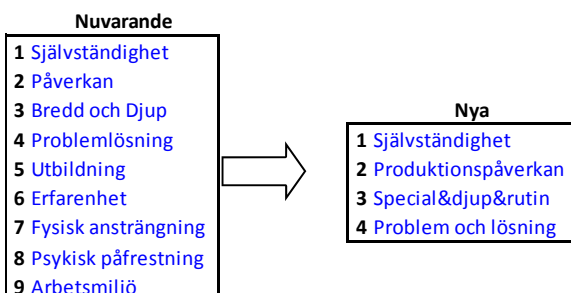 Nuvarande
1 Självständighet
2 Påverkan
3 Bredd och Djup
4 Problemlösning
5 Utbildning
6 Erfarenhet
7 Fysisk ansträngning
8 Psykisk påfrestning
9 Arbetsmiljö
Nya
1 Självständighet
2 Produktionspåverkan
3 Special&djup&rutin
4 Problem och lösning